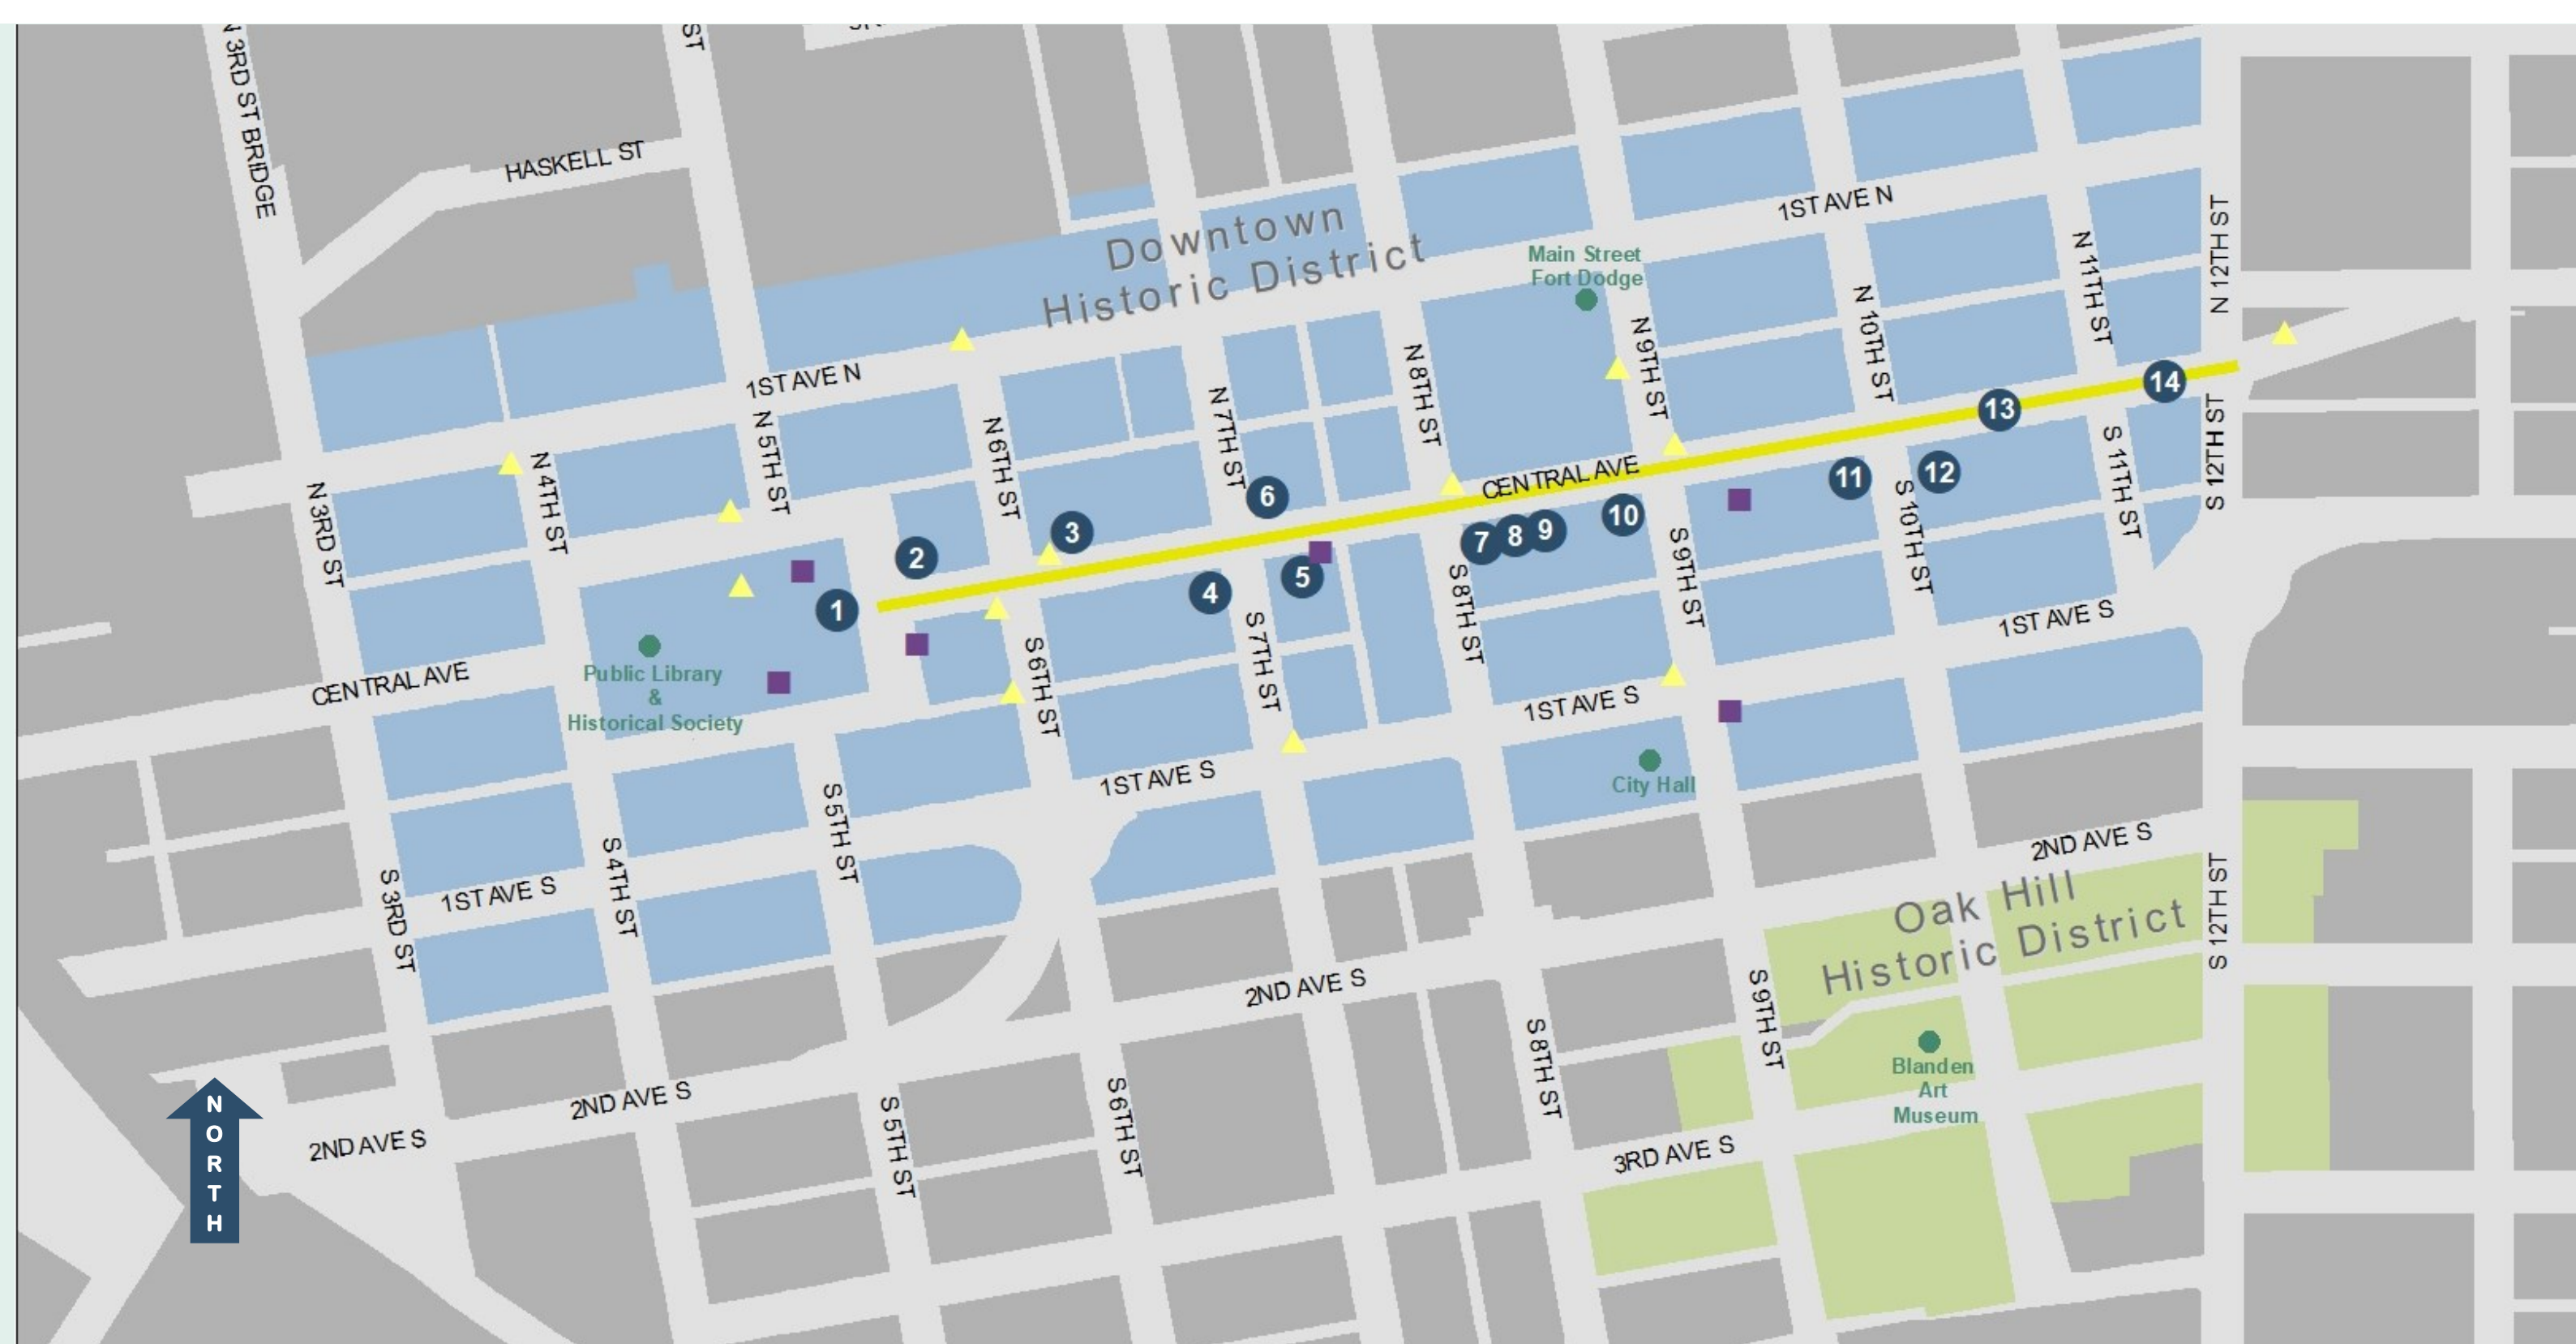 N 3RD ST BRIDGE
ST
HASKELL ST
Downtown
Historic District
1ST AVE N
N 12TH ST
Main Street
Fort Dodge
N 11TH ST
N 10TH ST
N 9TH ST
N 8TH ST
1ST AVE N
N 7TH ST
N 6TH ST
N 5TH ST
N 4TH ST
N 3RD ST
14
13
12
11
10
9
8
7
6
5
4
3
2
1
CENTRAL AVE
S 12TH ST
S 11TH ST
S 10TH ST
S 9TH ST
S 8TH ST
S 7TH ST
S 6TH ST
Public Library
&
Historical Society
CENTRAL AVE
1ST AVE S
1ST AVE S
1ST AVE S
City Hall
S 5TH ST
S 4TH ST
S 3RD ST
1ST AVE S
2ND AVE S
S 12TH ST
Oak Hill
Historic District
2ND AVE S
S 9TH ST
S 8TH ST
Blanden
Art
Museum
2ND AVE S
2ND AVE S
S 5TH ST
S 6TH ST
3RD AVE S
NORTH